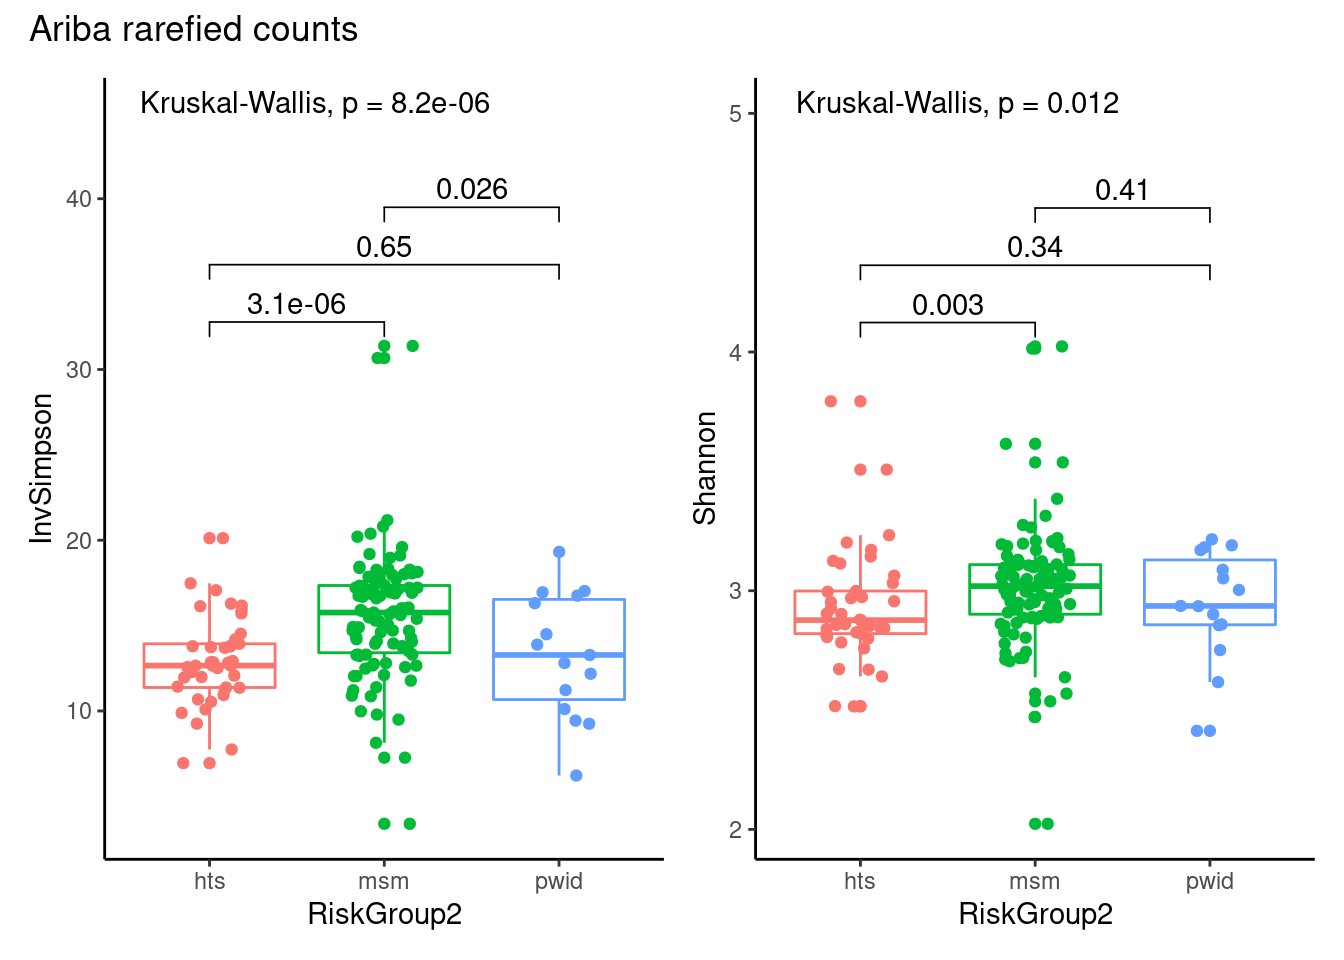 Ariba rarefied counts
Kruskal-Wallis, p = 8.2e-06
0.026
0.65
3.1e-06
40
30
20
10
InvSimpson
hts
msm
pwid
RiskGroup2
Kruskal-Wallis, p = 0.012
0.41
0.34
0.003
5
4
3
2
Shannon
hts
msm
pwid
RiskGroup2